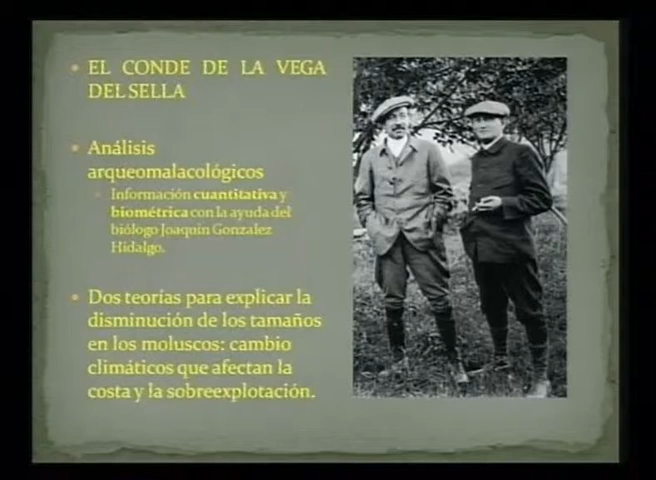 EL CONDE DE LA VEGA
DEL SELLA
Análisis
arqueomalacológicos
Información cuantitativa y
biométrica con la ayuda del
biólogo Joaquín Gonzalez
Hidalgo.
Dos teorías para explicar la
disminución de los tamaños
en los moluscos: cambio
climáticos que afectan la
costa y la sobreexplotación.